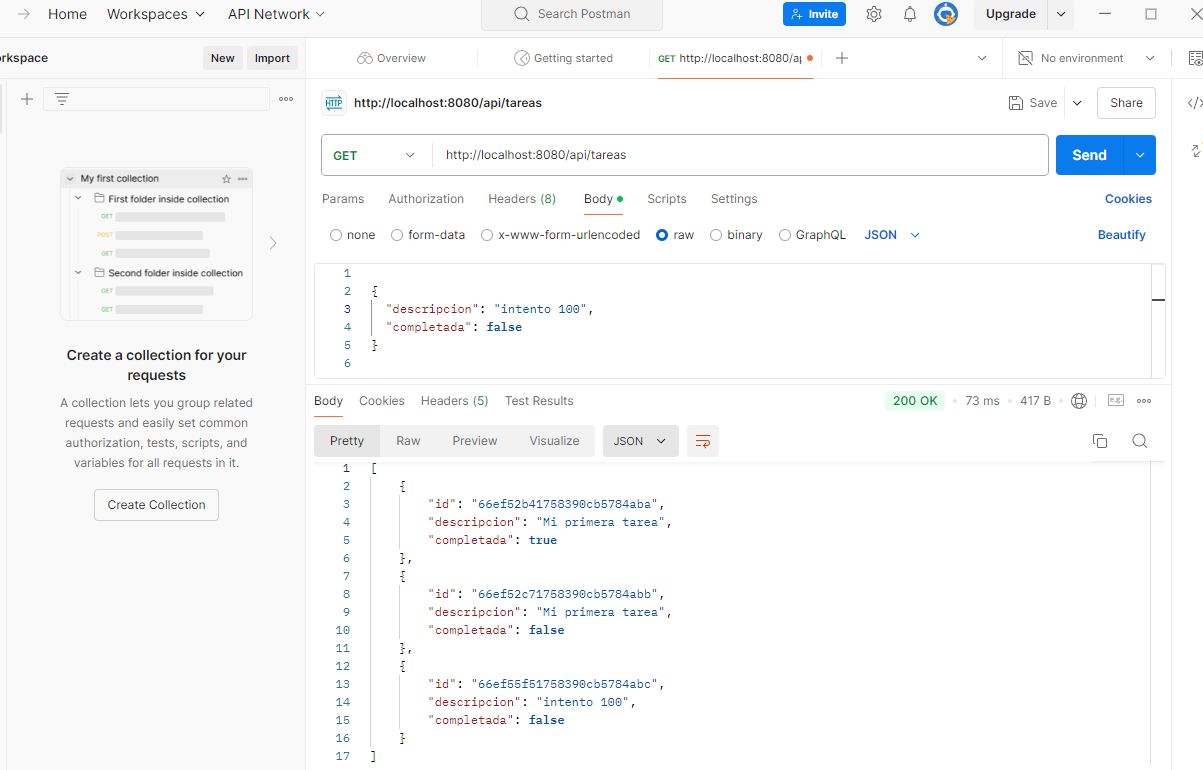 Home Workspaces API Network Search Postman Invite Upgrade
rkspace New Import Overview Getting started GET http://localhost:8080/ap No environment
HTTP http://localhost:8080/api/tareas Save Share
GET http://localhost:8080/api/tareas Send
Params Authorization Headers (8) Body Scripts Settings Cookies
none form-data x-www-form-urlencoded raw binary GraphQL JSON Beautify
My first collection
First folder inside collection
GET
POST
GET
Second folder inside collection
GET
GET
Create a collection for your
requests
A collection lets you group related
requests and easily set common
authorization, tests, scripts, and
variables for all requests in it.
Create Collection
1
2 {
3 "descripcion": "intento 100",
4 "completada": false
5 }
6
Body Cookies Headers (5) Test Results 200 OK 73 ms 417 B e.g.
Pretty Raw Preview Visualize JSON
1 [
2 {
3 "id": "66ef52b41758390cb5784aba",
4 "descripcion": "Mi primera tarea",
5 "completada": true
6 },
7 {
8 "id": "66ef52c71758390cb5784abb",
9 "descripcion": "Mi primera tarea",
10 "completada": false
11 },
12 {
13 "id": "66ef55f51758390cb5784abc",
14 "descripcion": "intento 100",
15 "completada": false
16 }
17 ]